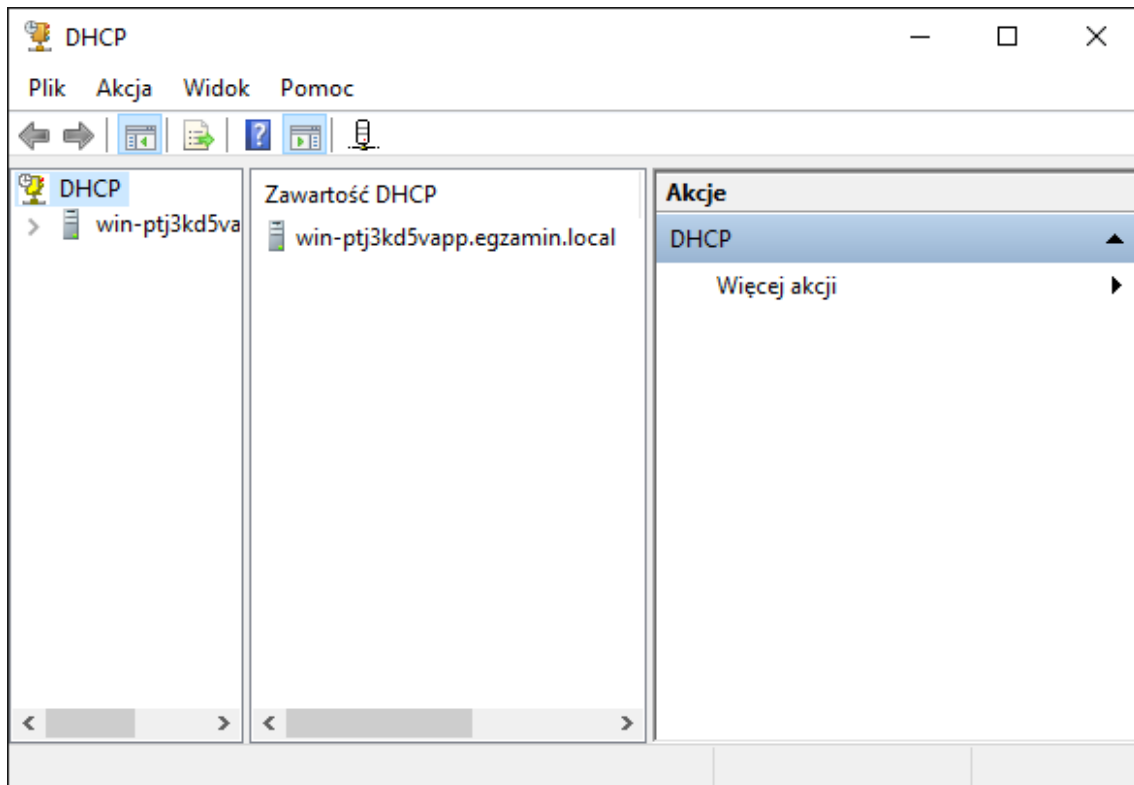 DHCP
Plik Akcja Widok Pomoc
DHCP
win-ptj3kd5va
Zawartość DHCP
win-ptj3kd5vapp.egzamin.local
Akcje
DHCP
Więcej akcji